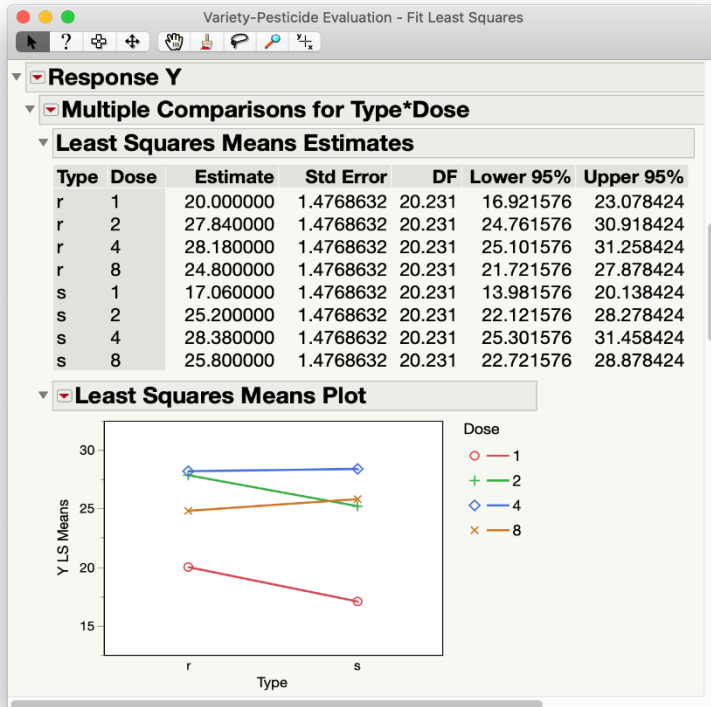 Variety-Pesticide Evaluation - Fit Least Squares
Response Y
Multiple Comparisons for Type*Dose
Least Squares Means Estimates
Type Dose Estimate Std Error DF Lower 95% Upper 95%
r 1 20.000000 1.4768632 20.231 16.921576 23.078424
r 2 27.840000 1.4768632 20.231 24.761576 30.918424
r 4 28.180000 1.4768632 20.231 25.101576 31.258424
r 8 24.800000 1.4768632 20.231 21.721576 27.878424
s 1 17.060000 1.4768632 20.231 13.981576 20.138424
s 2 25.200000 1.4768632 20.231 22.121576 28.278424
s 4 28.380000 1.4768632 20.231 25.301576 31.458424
s 8 25.800000 1.4768632 20.231 22.721576 28.878424
Least Squares Means Plot
Y LS Means
30
25
20
15
r s
Type
Dose
1
2
4
8